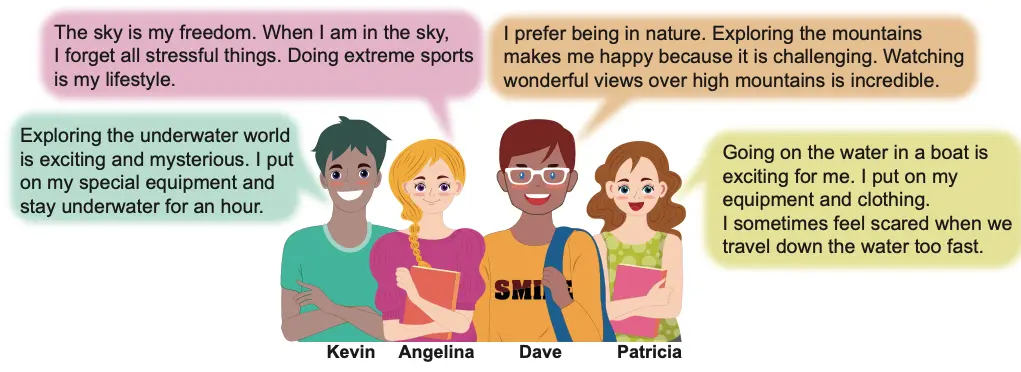 The sky is my freedom. When I am in the sky,
I forget all stressful things. Doing extreme sports
is my lifestyle.
I prefer being in nature. Exploring the mountains
makes me happy because it is challenging. Watching
wonderful views over high mountains is incredible.
Exploring the underwater world
is exciting and mysterious. I put
on my special equipment and
stay underwater for an hour.
Going on the water in a boat is
exciting for me. I put on my
equipment and clothing.
I sometimes feel scared when we
travel down the water too fast.
SMILE
Kevin Angelina Dave Patricia